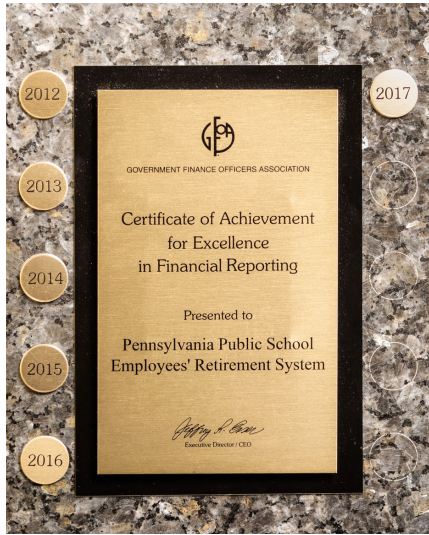 2012
2013
2014
2015
2016
GFOA
GOVERNMENT FINANCE OFFICERS ASSOCIATION
Certificate of Achievement
for Excellence
in Financial Reporting
Presented to
Pennsylvania Public School
Employees' Retirement System
Executive Director / CEO
2017